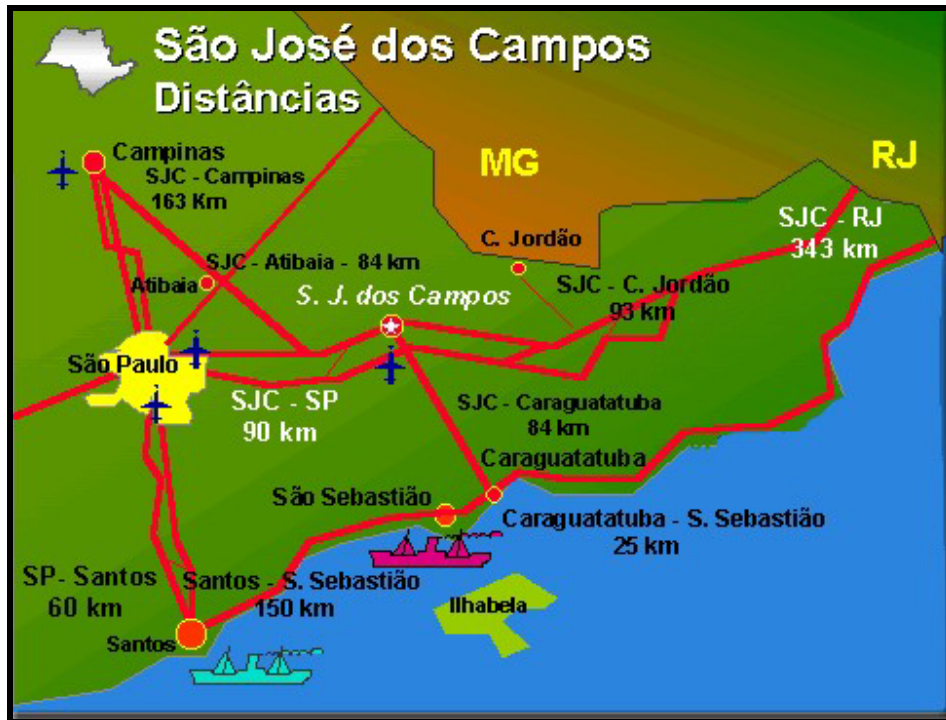 São José dos Campos
Distâncias
Campinas
SJC - Campinas
163 Km
MG
RJ
SJC - RJ
343 km
C. Jordão
SJC - Atibaia - 84 km
Atibaia
S. J. dos Campos
SJC - C. Jordão
93 km
São Paulo
SJC - SP
90 km
SJC - Caraguatatuba
84 km
Caraguatatuba
São Sebastião
Caraguatatuba - S. Sebastião
25 km
SP- Santos
60 km
Santos - S. Sebastião
150 km
Ilhabela
Santos